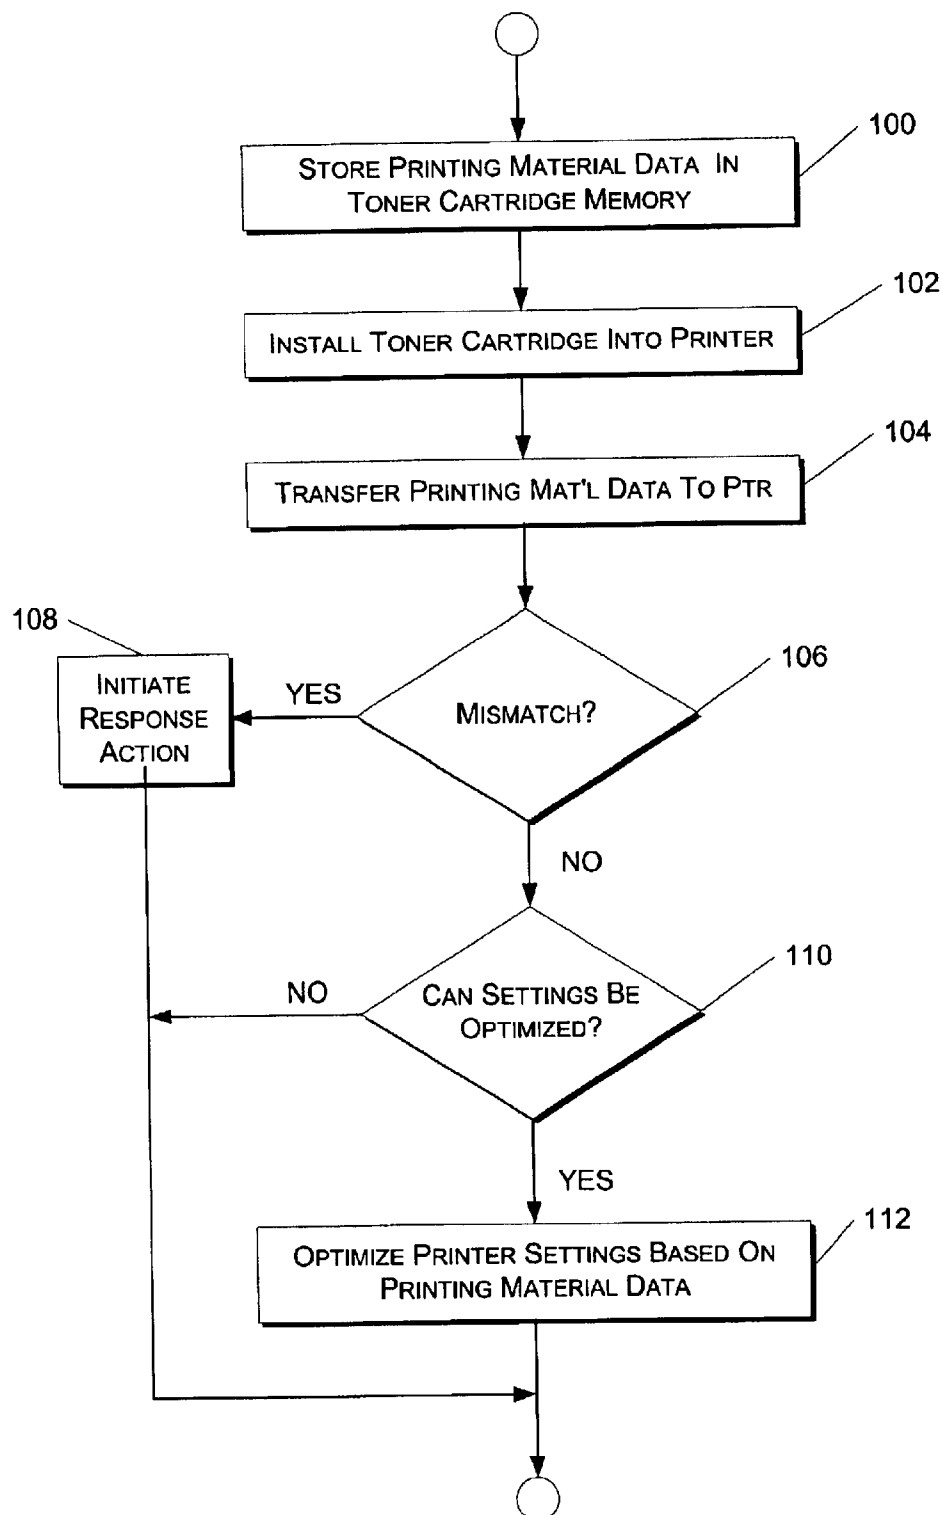 100
STORE PRINTING MATERIAL DATA IN
TONER CARTRIDGE MEMORY
102
INSTALL TONER CARTRIDGE INTO PRINTER
104
TRANSFER PRINTING MAT'L DATA TO PTR
108
106
INITIATE
RESPONSE
ACTION
YES
MISMATCH?
NO
110
NO
CAN SETTINGS BE
OPTIMIZED?
YES
112
OPTIMIZE PRINTER SETTINGS BASED ON
PRINTING MATERIAL DATA